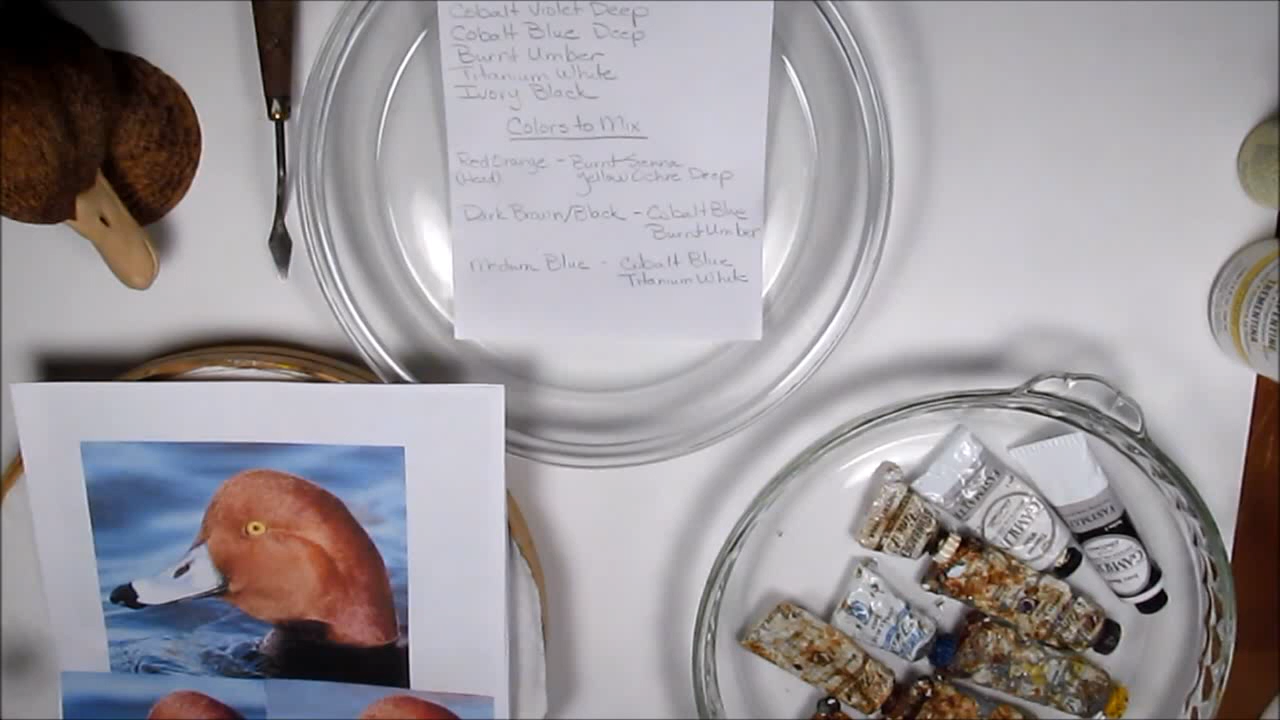 Cobalt Violet Deep
Cobalt Blue Deep
Burnt Umber
Titanium White
Ivory Black
Colors to Mix
Red Orange - Burnt Sienna
(Head) Yellow Ochre Deep
Dark Brown/Black - Cobalt Blue
Burnt Umber
Medium Blue - Cobalt Blue
Titanium White